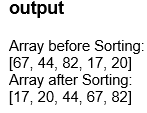 output
Array before Sorting:
[67, 44, 82, 17, 20]
Array after Sorting:
[17, 20, 44, 67, 82]